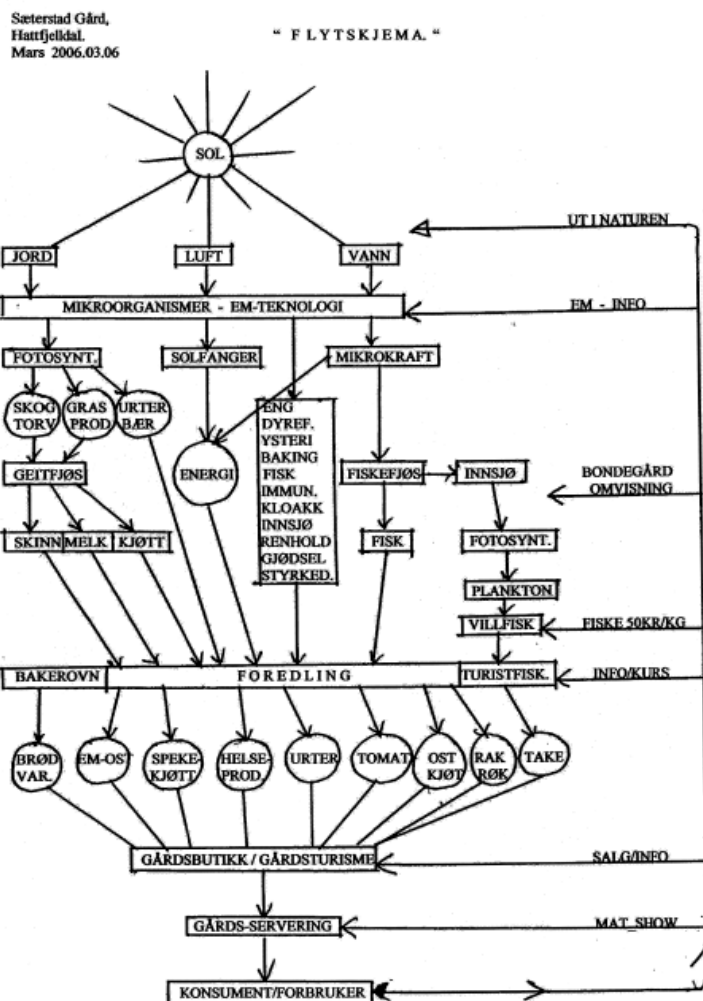 Sæterstad Gård,
Hattfjelldal.
Mars 2006.03.06
“ F LYTSKJEMA. “
SOL
UT I NATUREN
JORD LUFT VANN
MIKROORGANISMER - EM-TEKNOLOGI
EM - INFO
FOTOSYNT. SOLFANGER MIKROKRAFT
SKOG
TORV
GRAS
PROD
URTER
BÆR
ENERGI
ENG
DYREF.
YSTERI
BAKING
FISK
IMMUN.
KLOAKK
INNSJØ
RENHOLD
GJØDSEL
STYRKED.
GEITFJØS
FISKEFJØS
INNSJØ
BONDEGÅRD
OMVISNING
SKINN MELK KJØTT
FISK
FOTOSYNT.
PLANKTON
VILLFISK
FISKE 50KR/KG
BAKEROVN
F O R E D L I N G
TURISTFISK.
INFO/KURS
BRØD
VAR.
EM-OST
SPEKE-
KJØTT
HELSE-
PROD.
URTER
TOMAT
OST
KJØT
RAK
RØK
TAKE
GÅRDSBUTIKK / GÅRDSTURISME
SALG/INFO
GÅRDS-SERVERING
MAT_SHOW
KONSUMENT/FORBRUKER